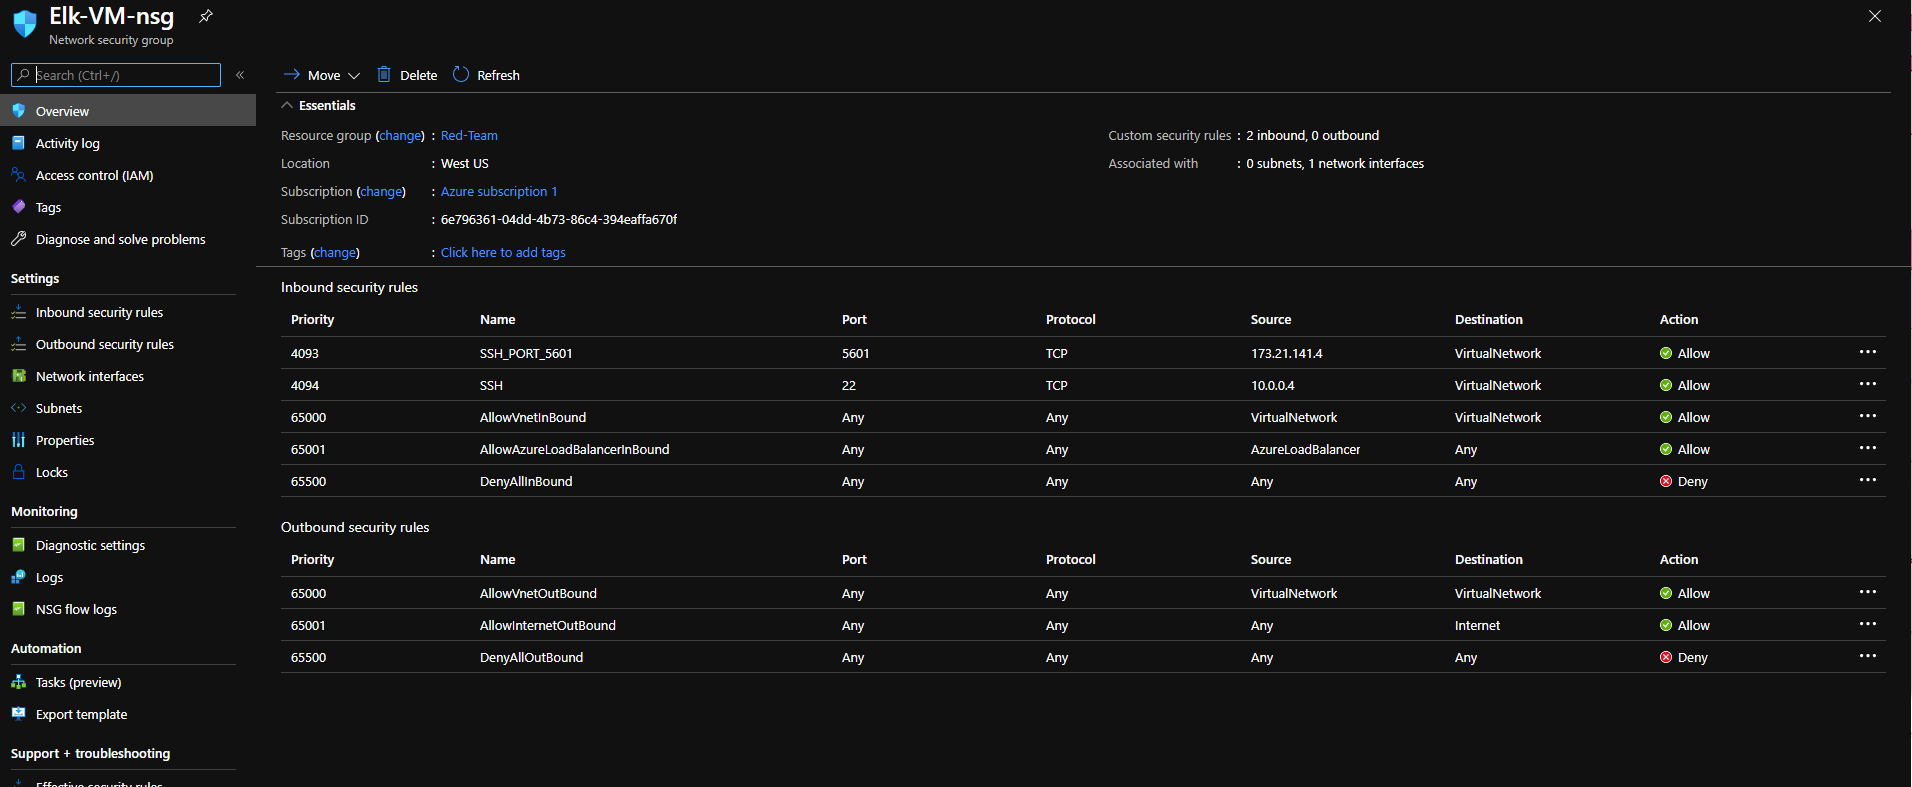 Elk-VM-nsg
Network security group
Search (Ctrl+/)
«
Overview
Activity log
Access control (IAM)
Tags
Diagnose and solve problems
Settings
Inbound security rules
Outbound security rules
Network interfaces
Subnets
Properties
Locks
Monitoring
Diagnostic settings
Logs
NSG flow logs
Automation
Tasks (preview)
Export template
Support + troubleshooting
Effective security rules
Move Delete Refresh
Essentials
Resource group (change) : Red-Team
Location : West US
Subscription (change) : Azure subscription 1
Subscription ID : 6e796361-04dd-4b73-86c4-394eaffa670f
Tags (change) : Click here to add tags
Custom security rules : 2 inbound, 0 outbound
Associated with : 0 subnets, 1 network interfaces
Inbound security rules
Priority Name Port Protocol Source Destination Action
4093 SSH_PORT_5601 5601 TCP 173.21.141.4 VirtualNetwork Allow ...
4094 SSH 22 TCP 10.0.0.4 VirtualNetwork Allow ...
65000 AllowVnetInBound Any Any VirtualNetwork VirtualNetwork Allow ...
65001 AllowAzureLoadBalancerInBound Any Any AzureLoadBalancer Any Allow ...
65500 DenyAllInBound Any Any Any Any Deny ...
Outbound security rules
Priority Name Port Protocol Source Destination Action
65000 AllowVnetOutBound Any Any VirtualNetwork VirtualNetwork Allow ...
65001 AllowInternetOutBound Any Any Any Internet Allow ...
65500 DenyAllOutBound Any Any Any Any Deny ...